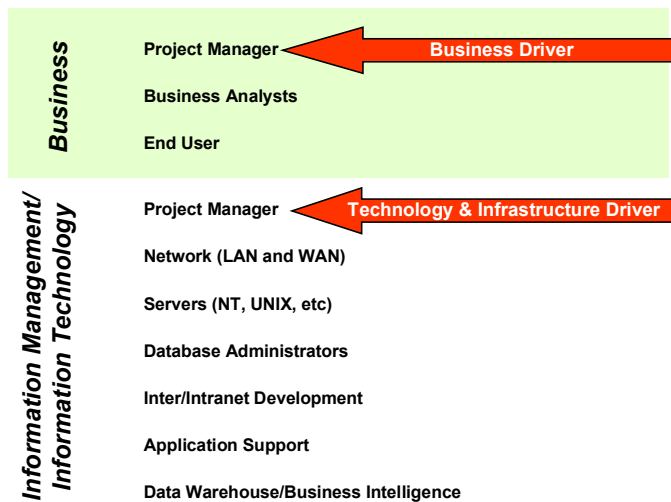 Business
Project Manager
Business Driver
Business Analysts
End User
Information Management/
Information Technology
Project Manager
Technology & Infrastructure Driver
Network (LAN and WAN)
Servers (NT, UNIX, etc)
Database Administrators
Inter/Intranet Development
Application Support
Data Warehouse/Business Intelligence